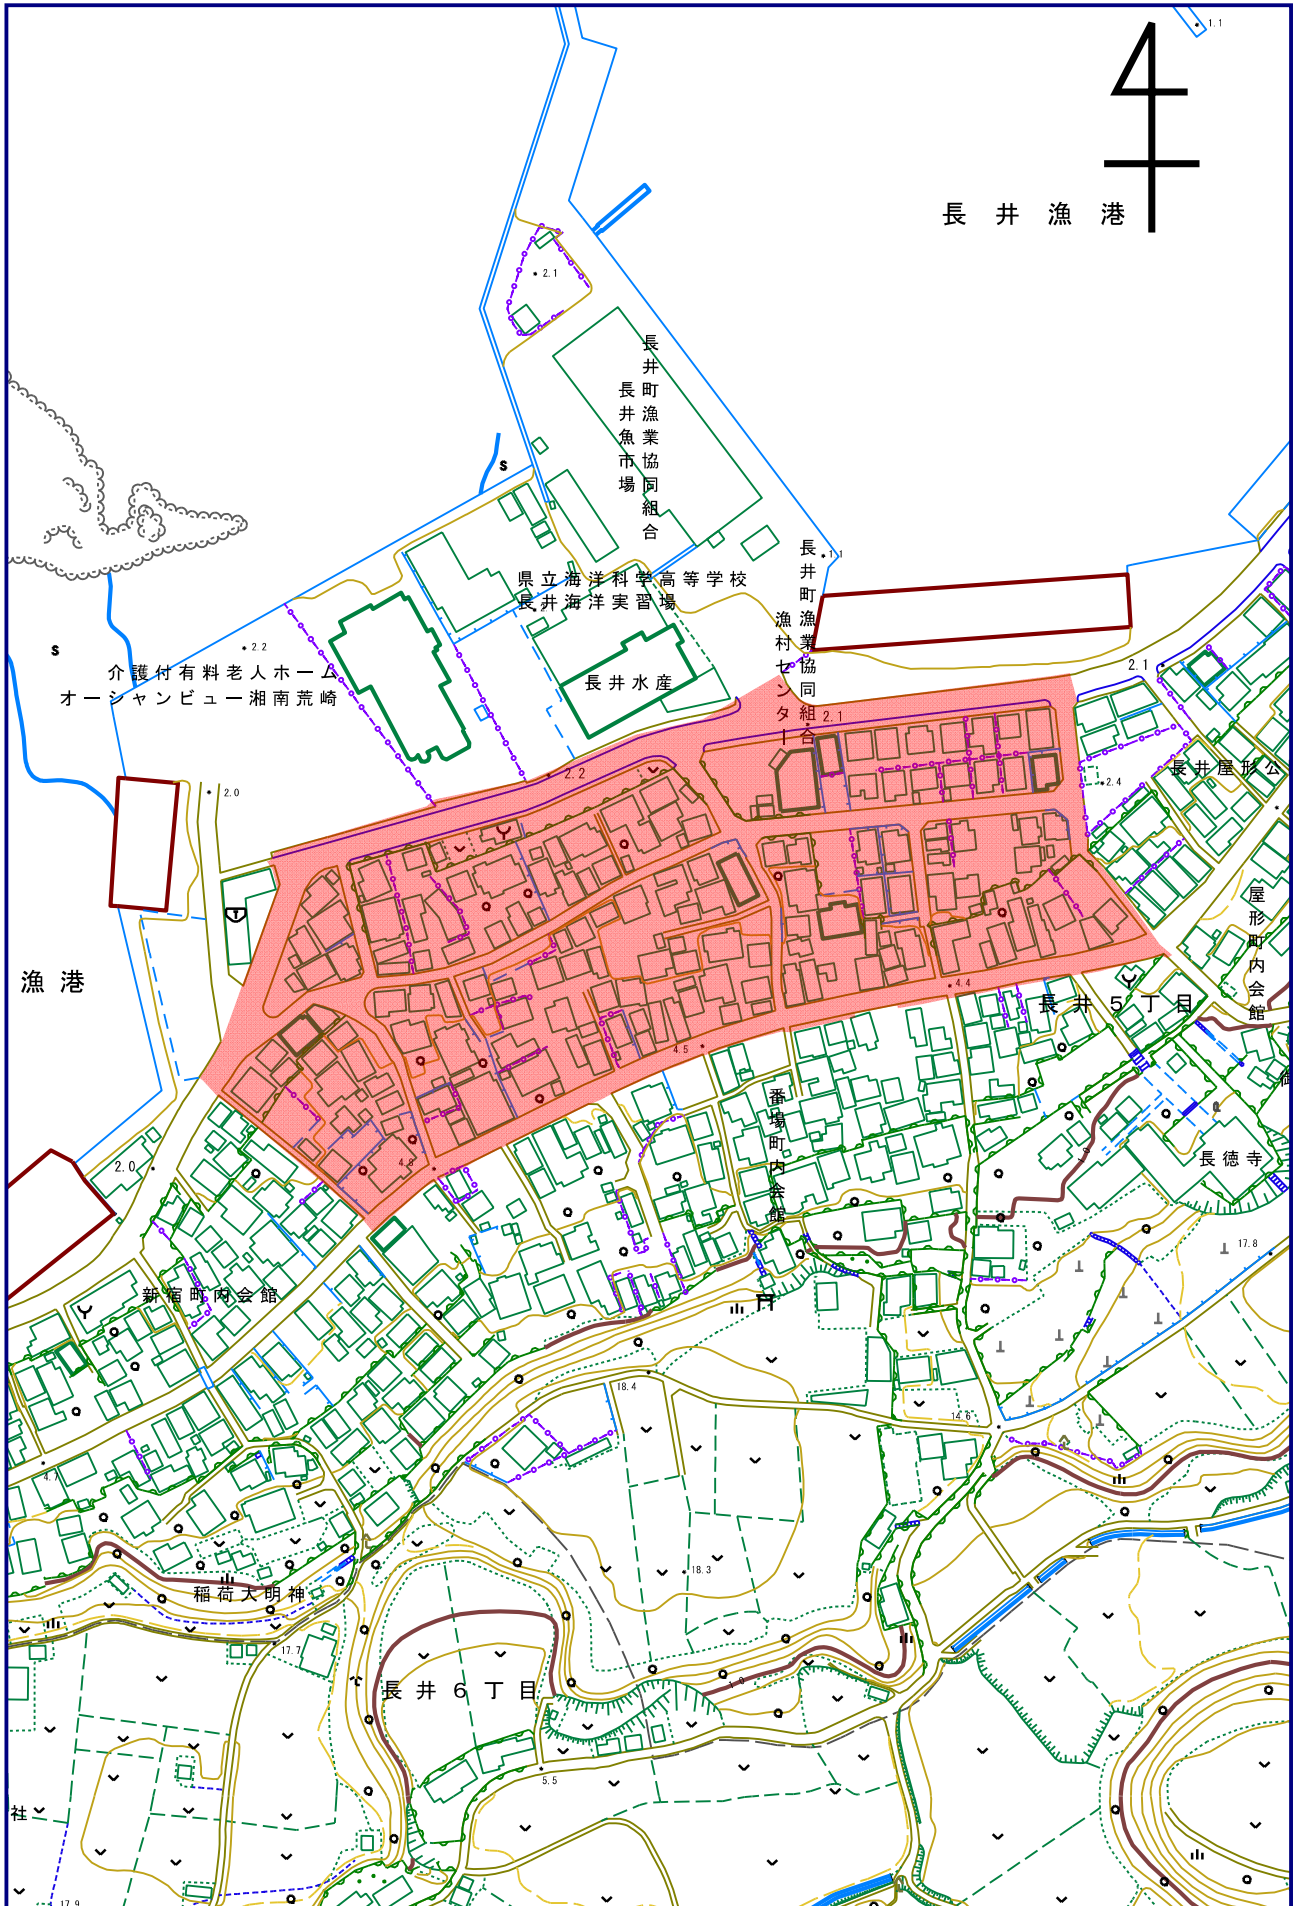 1.1
長井漁港
2.1
長井町漁業協同組合
長井魚市場
S
県立海洋科学高等学校
長井海洋実習場
長井町漁業協同組合
漁村センター
1.1
S
2.2
介護付有料老人ホーム
オーシャンビュー湘南荒崎
長井水産
2.1
2.1
長井屋形公
2.2
2.4
2.0
屋形町内会館
漁港
4.4
長井5丁目
4.5
番場町内会館
長徳寺
4.8
2.0
17.8
新宿町内会館
18.4
14.6
4.7
18.3
稲荷大明神
17.7
10
長井6丁目
5.5
社
17.9